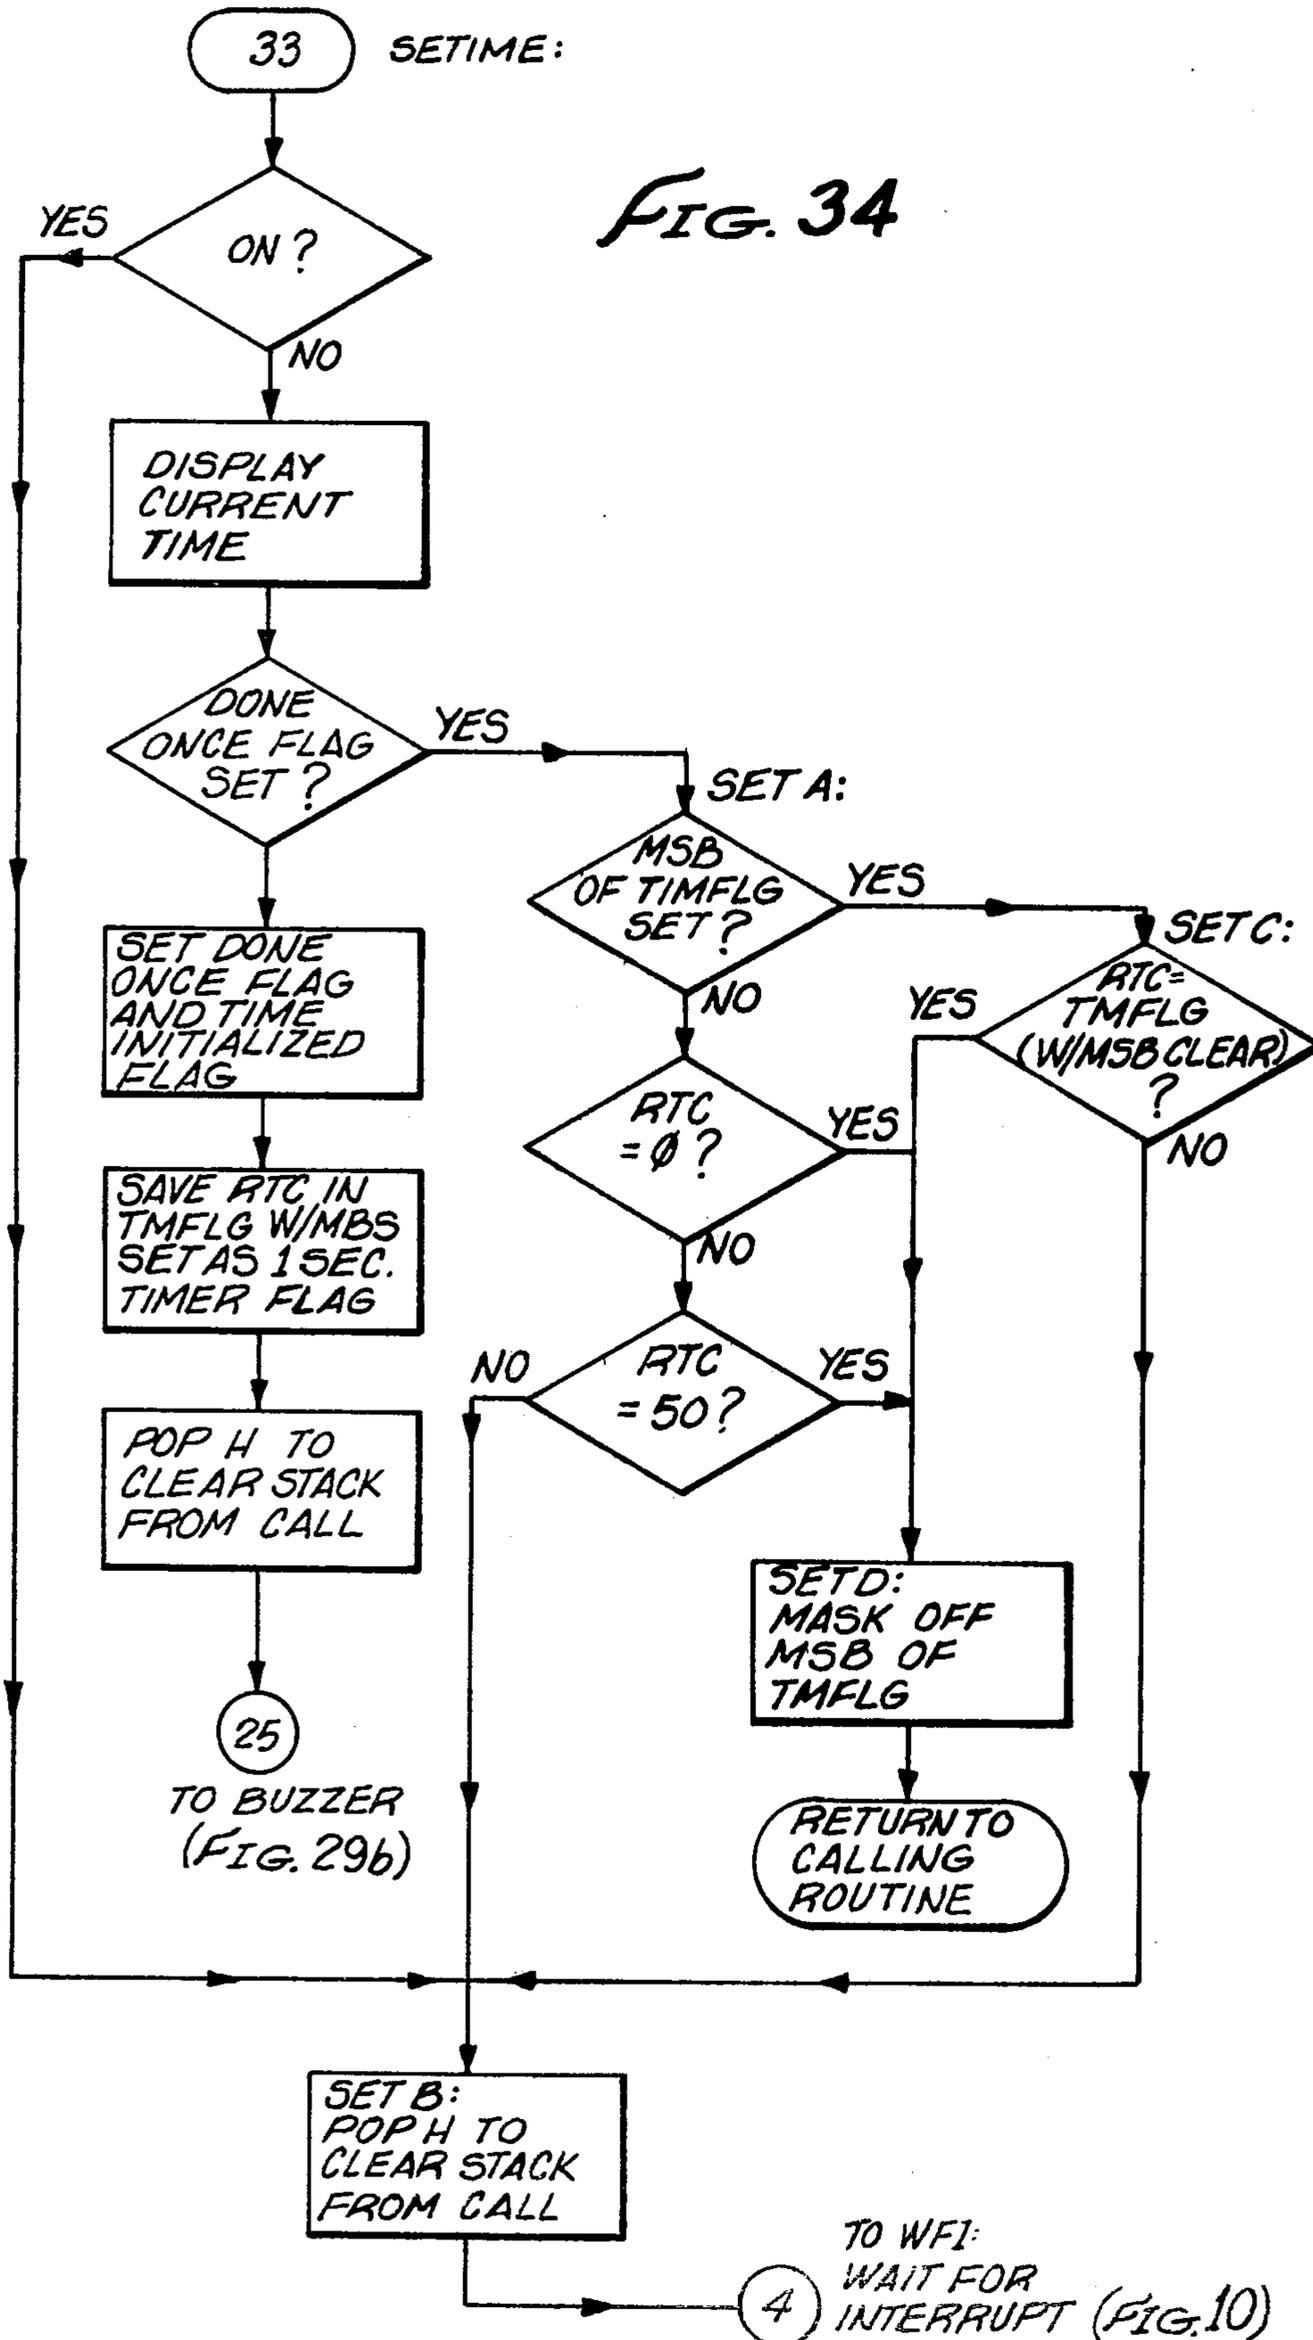 33
SETIME:
FIG. 34
YES
ON?
NO
DISPLAY
CURRENT
TIME
DONE
ONCE FLAG
SET?
YES
SET A:
MSB
OF TIMFLG
SET?
YES
SET C:
NO
RTC=
TMFLG
(W/MSB CLEAR)
?
YES
NO
SET DONE
ONCE FLAG
AND TIME
INITIALIZED
FLAG
RTC
=Ø?
YES
NO
SAVE RTC IN
TMFLG W/MBS
SET AS 1 SEC.
TIMER FLAG
RTC
=50?
NO
YES
POP H TO
CLEAR STACK
FROM CALL
SET D:
MASK OFF
MSB OF
TMFLG
25
TO BUZZER
(FIG. 29b)
RETURN TO
CALLING
ROUTINE
SET B:
POP H TO
CLEAR STACK
FROM CALL
4
TO WFI:
WAIT FOR
INTERRUPT (FIG. 10)